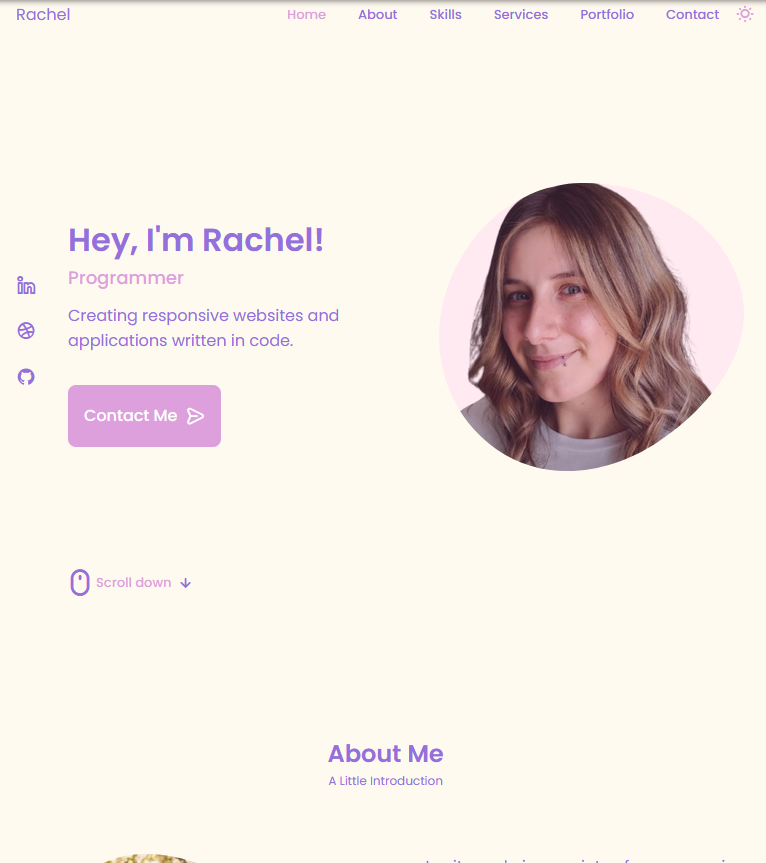 Rachel
Home About Skills Services Portfolio Contact
Hey, I'm Rachel!
Programmer
Creating responsive websites and
applications written in code.
Contact Me
Scroll down
About Me
A Little Introduction